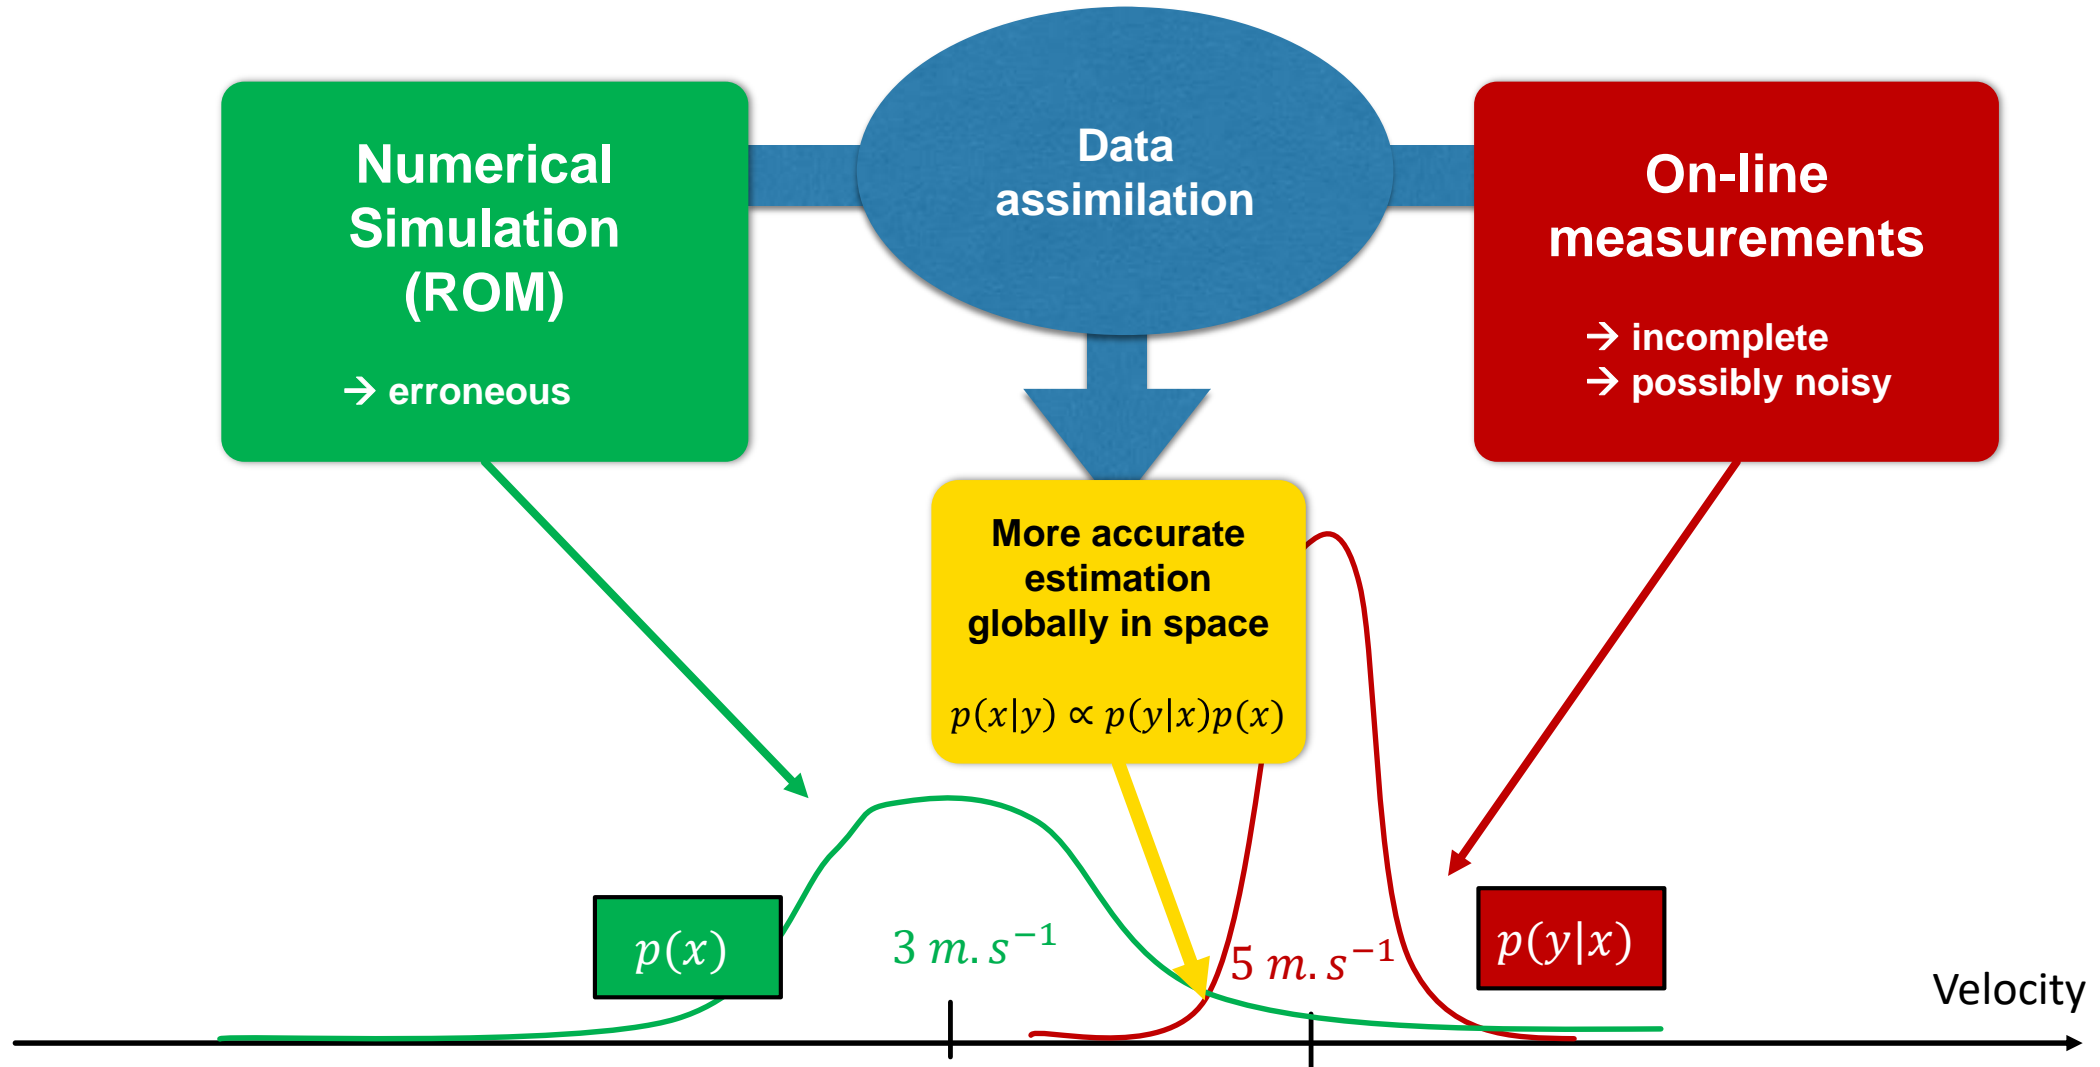 Numerical
Simulation
(ROM)
→ erroneous
Data
assimilation
On-line
measurements
→ incomplete
→ possibly noisy
More accurate
estimation
globally in space
p(x|y) ∝ p(y|x)p(x)
p(x)
3 m.s⁻¹
5 m.s⁻¹
p(y|x)
Velocity